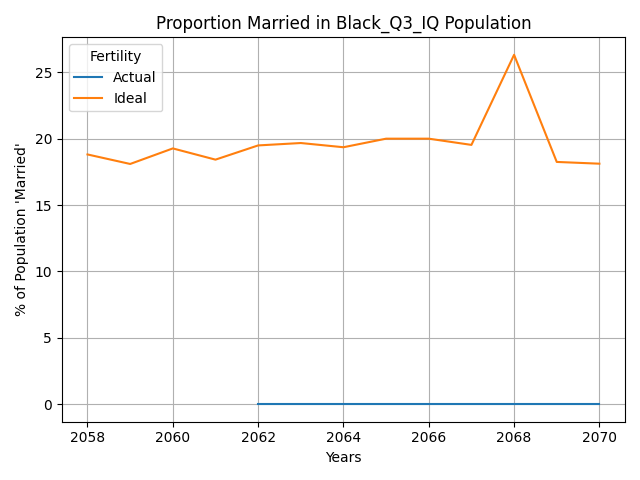 Proportion Married in Black_Q3_IQ Population
Fertility
Actual
Ideal
% of Population 'Married'
25
20
15
10
5
0
2058 2060 2062 2064 2066 2068 2070
Years